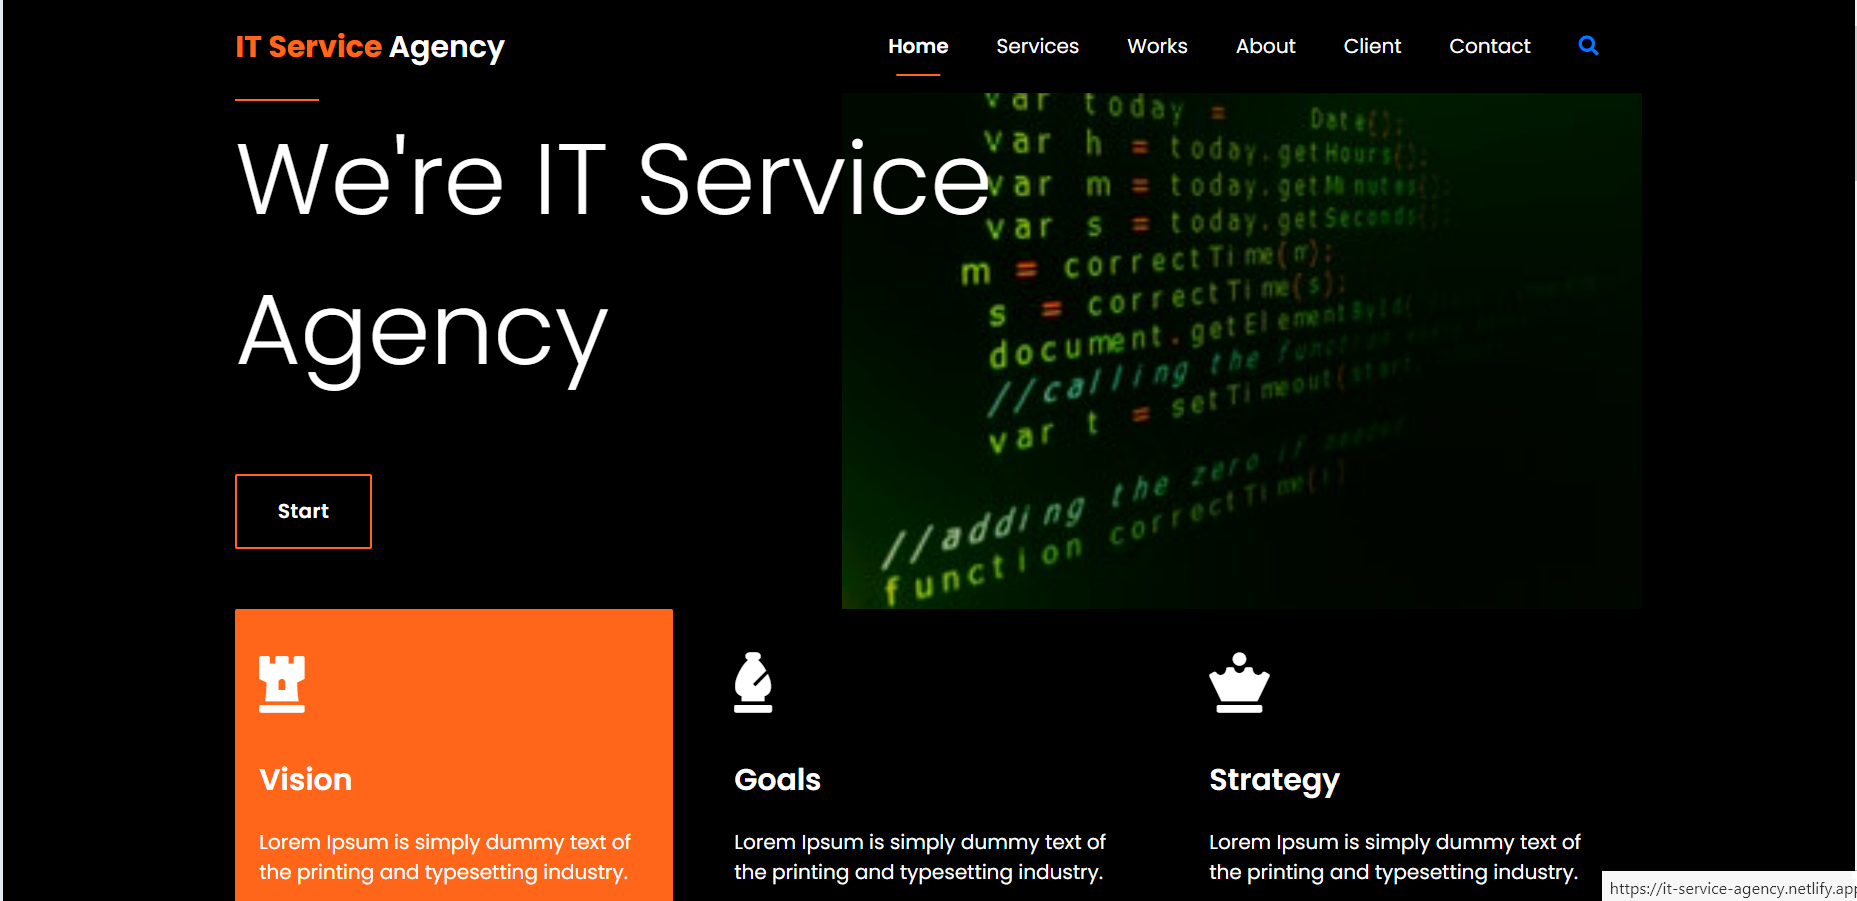 IT Service Agency
Home Services Works About Client Contact
We're IT Service
Agency
Start
var today = Date();
var h = today.getHours();
var m = today.getMinutes();
var s = today.getSeconds();
m = correctTime(m);
s = correctTime(s);
document.getElementById(
//calling the function every
var t = setTimeout(start,
//adding the zero if needed
function correctTime(i)
Vision
Lorem Ipsum is simply dummy text of
the printing and typesetting industry.
Goals
Lorem Ipsum is simply dummy text of
the printing and typesetting industry.
Strategy
Lorem Ipsum is simply dummy text of
the printing and typesetting industry.
https://it-service-agency.netlify.app